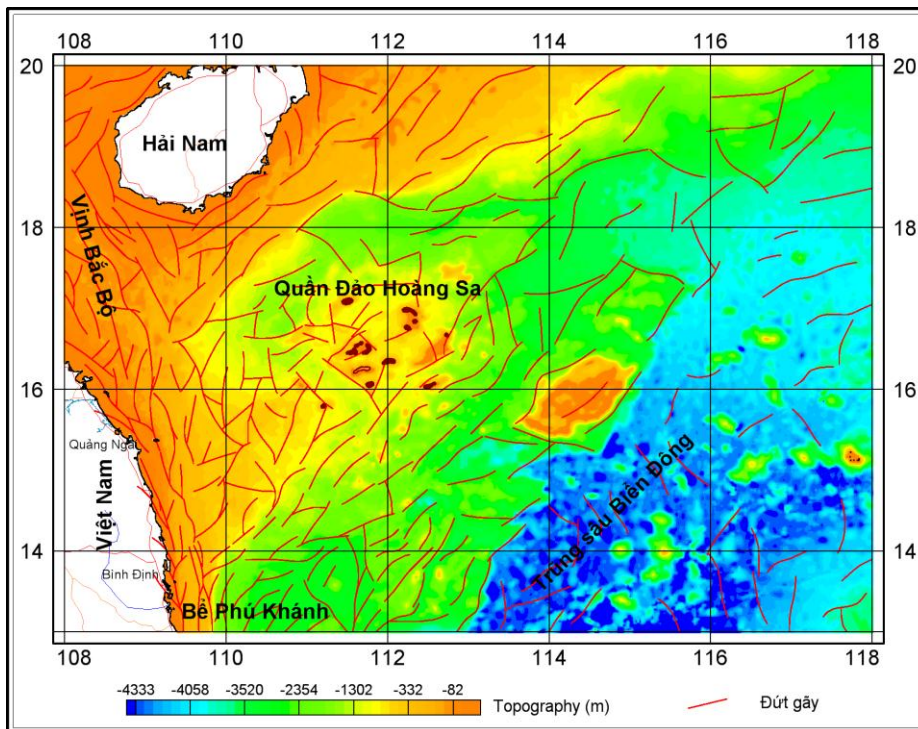 108 110 112 114 116 118
20 20
Hải Nam
Vịnh Bắc Bộ
18 18
Quần Đảo Hoàng Sa
16 16
Quảng Ngã
Việt Nam
Trũng sâu Biển Đông
14 14
Bình Định
Bể Phú Khánh
108 110 112 114 116 118
-4333 -4058 -3520 -2354 -1302 -332 -82
Topography (m) Đứt gãy